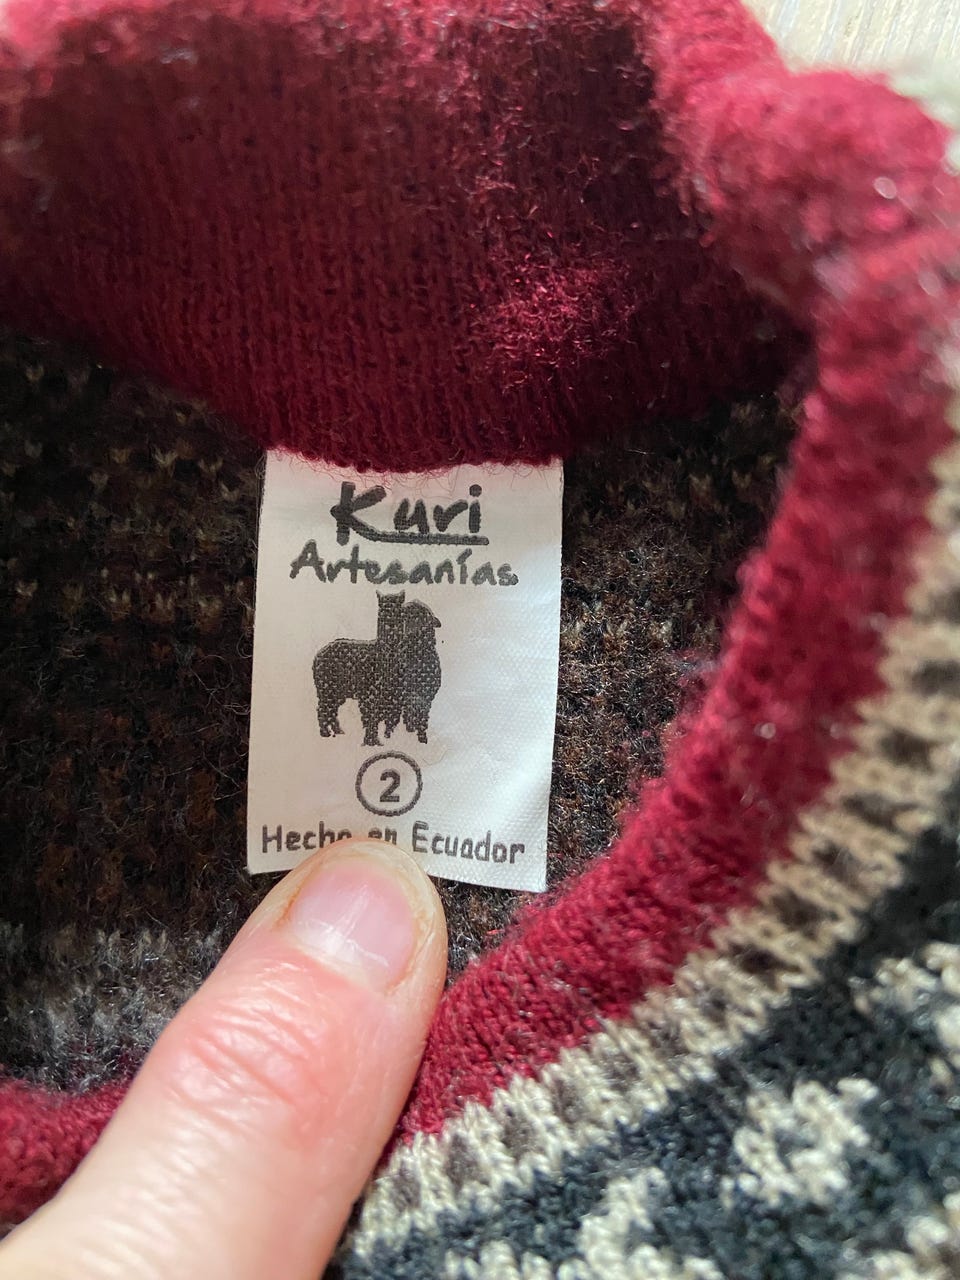 Kuri
Artesanías
2
Hecho en Ecuador